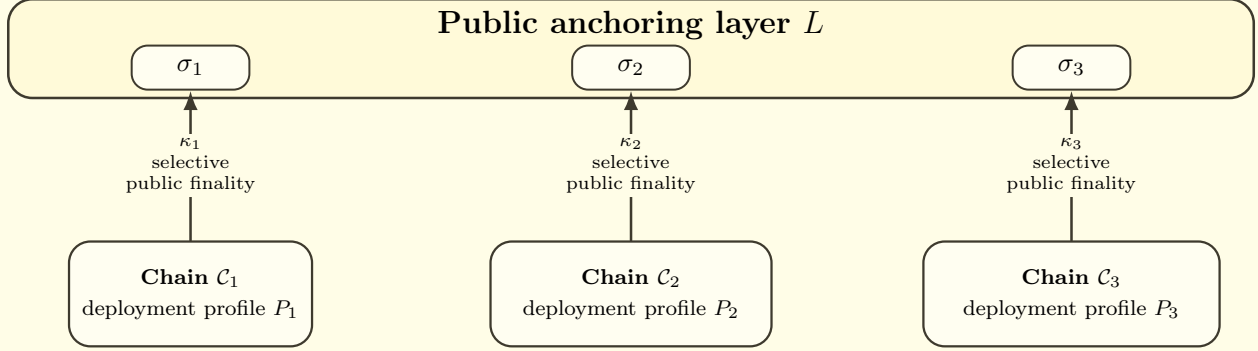 Public anchoring layer L
σ₁
σ₂
σ₃
κ₁
selective
public finality
κ₂
selective
public finality
κ₃
selective
public finality
Chain 𝒞₁
deployment profile P₁
Chain 𝒞₂
deployment profile P₂
Chain 𝒞₃
deployment profile P₃